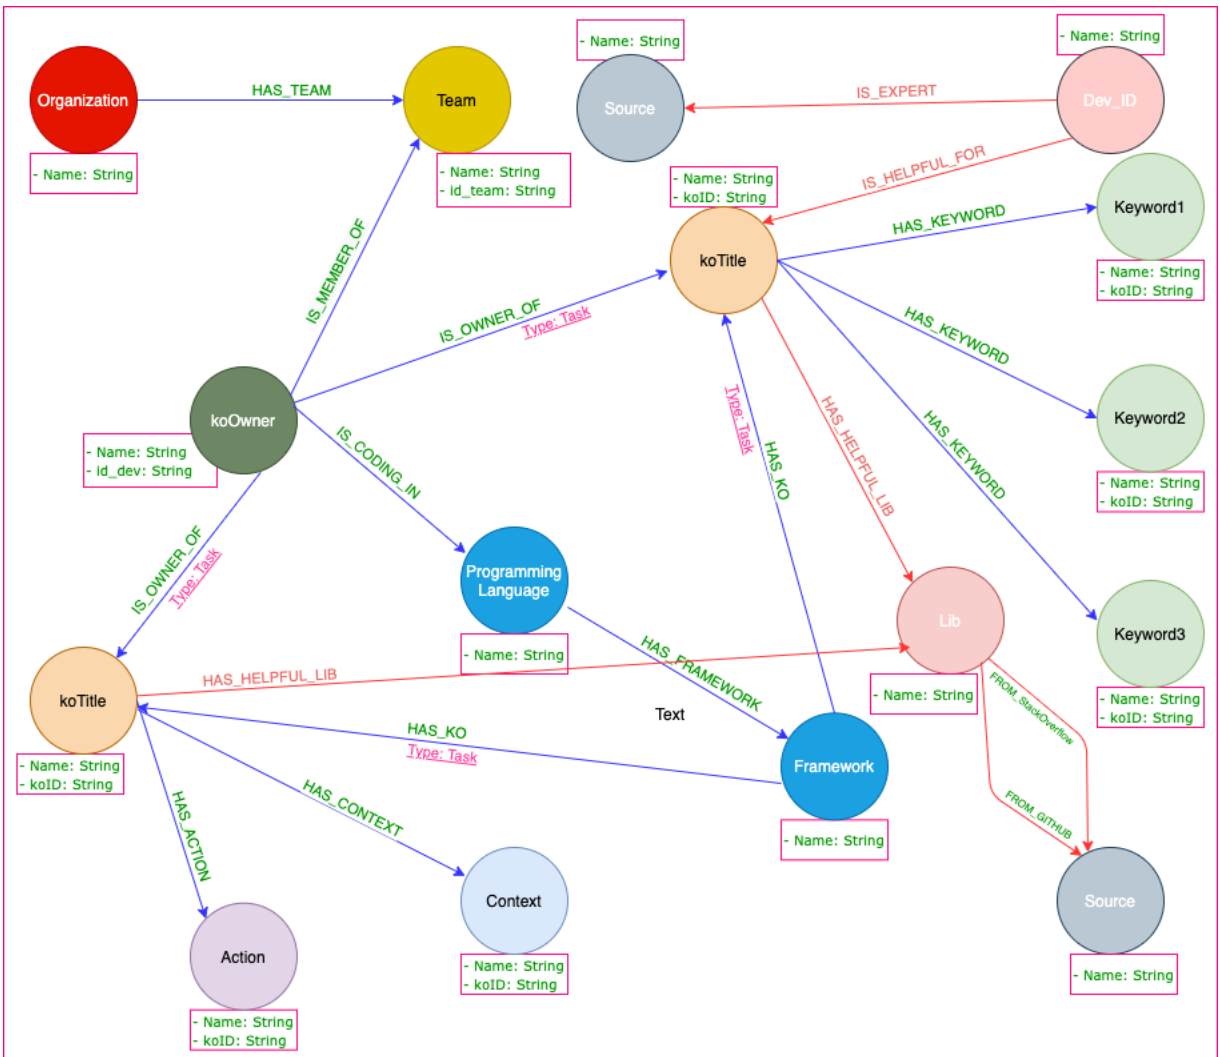 - Name: String
- Name: String
Organization
HAS_TEAM
Team
Source
IS_EXPERT
Dev_ID
- Name: String
- Name: String
- id_team: String
- Name: String
- koID: String
IS_HELPFUL_FOR
koTitle
HAS_KEYWORD
Keyword1
- Name: String
- koID: String
IS_MEMBER_OF
IS_OWNER_OF
Type: Task
HAS_KEYWORD
koOwner
- Name: String
- id_dev: String
IS_CODING_IN
Type: Task
HAS_KO
HAS_HELPFUL_LIB
HAS_KEYWORD
Keyword2
- Name: String
- koID: String
IS_OWNER_OF
Type: Task
Programming
Language
- Name: String
HAS_FRAMEWORK
Lib
- Name: String
Keyword3
- Name: String
- koID: String
koTitle
- Name: String
- koID: String
HAS_HELPFUL_LIB
Text
HAS_KO
Type: Task
FROM_StackOverflow
FROM_GITHUB
Framework
- Name: String
HAS_ACTION
HAS_CONTEXT
Action
- Name: String
- koID: String
Context
- Name: String
- koID: String
Source
- Name: String